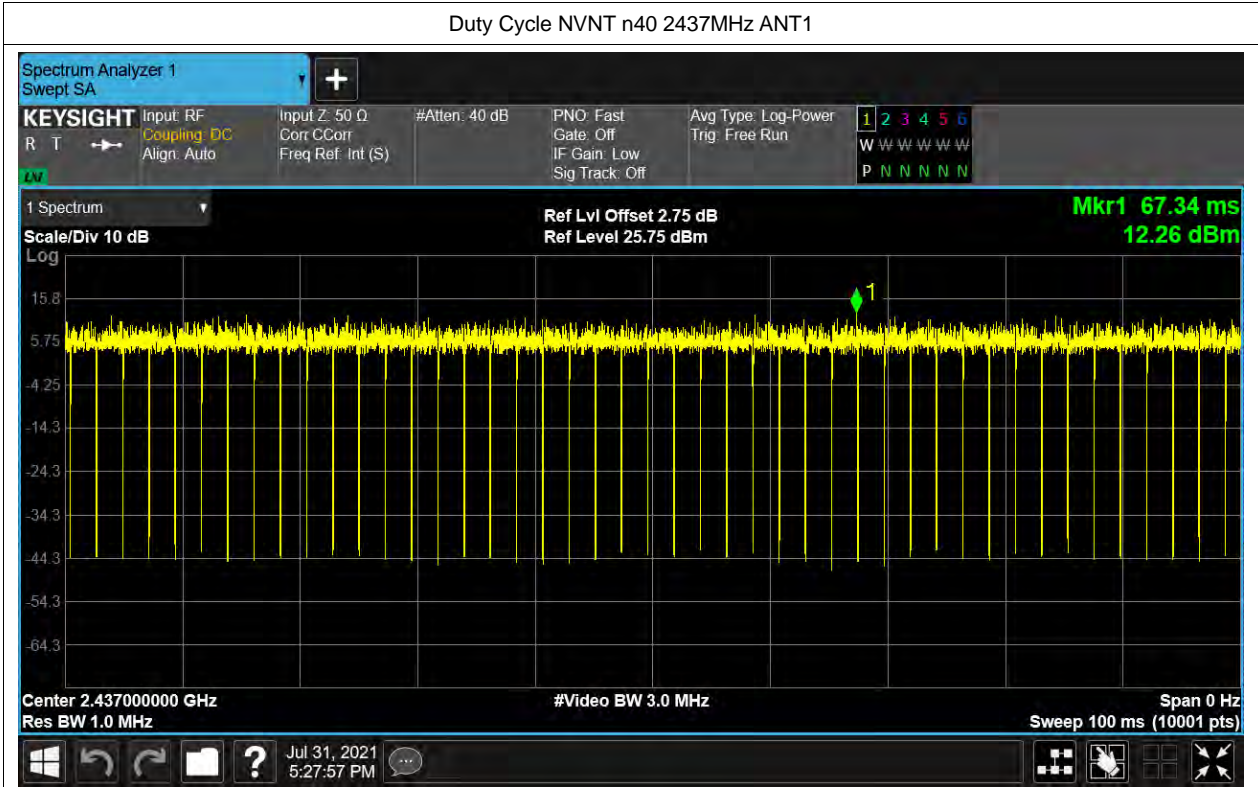 Duty Cycle NVNT n40 2437MHz ANT1
Spectrum Analyzer 1
Swept SA
+
KEYSIGHT
R T
LXI
Input: RF
Coupling: DC
Align: Auto
Input Z: 50 Ω
Corr CCorr
Freq Ref: Int (S)
#Atten: 40 dB
PNO: Fast
Gate: Off
IF Gain: Low
Sig Track: Off
Avg Type: Log-Power
Trig: Free Run
1 2 3 4 5 6
W W W W W W
P N N N N N
1 Spectrum
Scale/Div 10 dB
Log
Ref Lvl Offset 2.75 dB
Ref Level 25.75 dBm
Mkr1 67.34 ms
12.26 dBm
1
15.8
5.75
-4.25
-14.3
-24.3
-34.3
-44.3
-54.3
-64.3
Center 2.437000000 GHz
Res BW 1.0 MHz
#Video BW 3.0 MHz
Span 0 Hz
Sweep 100 ms (10001 pts)
?
Jul 31, 2021
5:27:57 PM